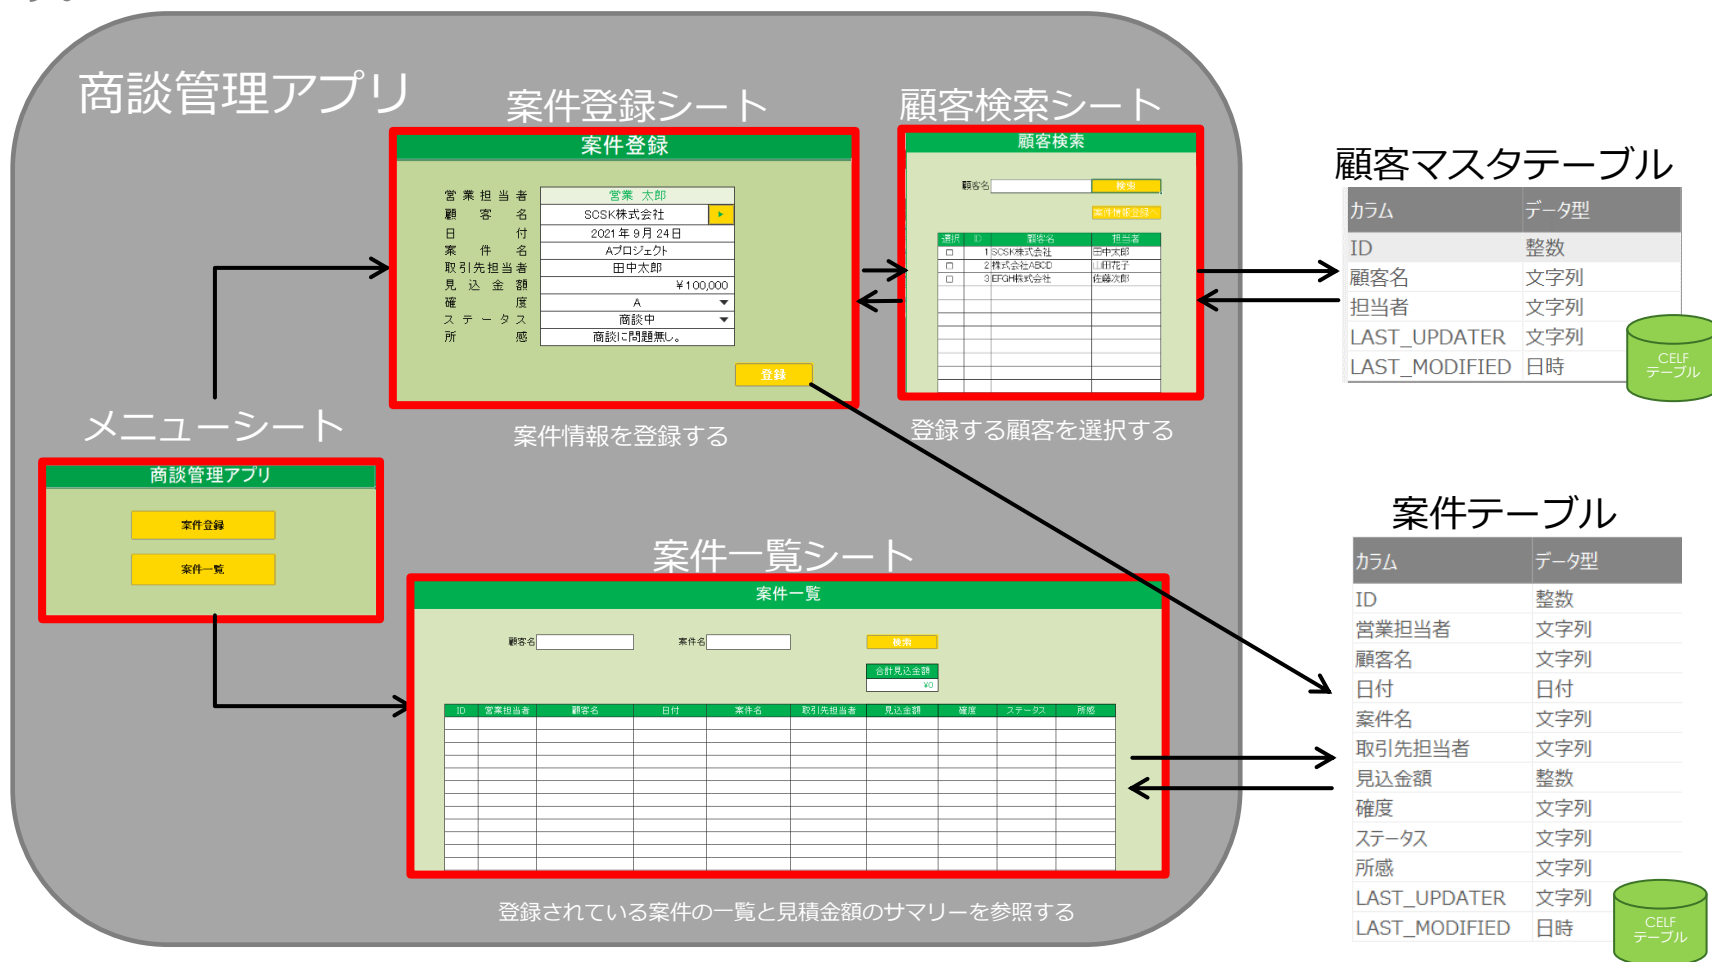 す。
商談管理アプリ
案件登録シート
案件登録
営業担当者 営業 太郎
顧客名 SCSK株式会社
日付 2021年9月24日
案件名 Aプロジェクト
取引先担当者 田中太郎
見込金額 ¥100,000
確度 A
ステータス 商談中
所感 商談に問題無し。
登録
案件情報を登録する
顧客検索シート
顧客検索
顧客名 検索
案件情報登録へ
選択 ID 顧客名 担当者
1 SCSK株式会社 田中太郎
2 株式会社ABCD 山田花子
3 EFGH株式会社 佐藤次郎
登録する顧客を選択する
顧客マスタテーブル
カラム データ型
ID 整数
顧客名 文字列
担当者 文字列
LAST_UPDATER 文字列
LAST_MODIFIED 日時
CELF
テーブル
メニューシート
商談管理アプリ
案件登録
案件一覧
案件一覧シート
案件一覧
顧客名 案件名 検索
合計見込金額
¥0
ID 営業担当者 顧客名 日付 案件名 取引先担当者 見込金額 確度 ステータス 所感
登録されている案件の一覧と見積金額のサマリーを参照する
案件テーブル
カラム データ型
ID 整数
営業担当者 文字列
顧客名 文字列
日付 日付
案件名 文字列
取引先担当者 文字列
見込金額 整数
確度 文字列
ステータス 文字列
所感 文字列
LAST_UPDATER 文字列
LAST_MODIFIED 日時
CELF
テーブル